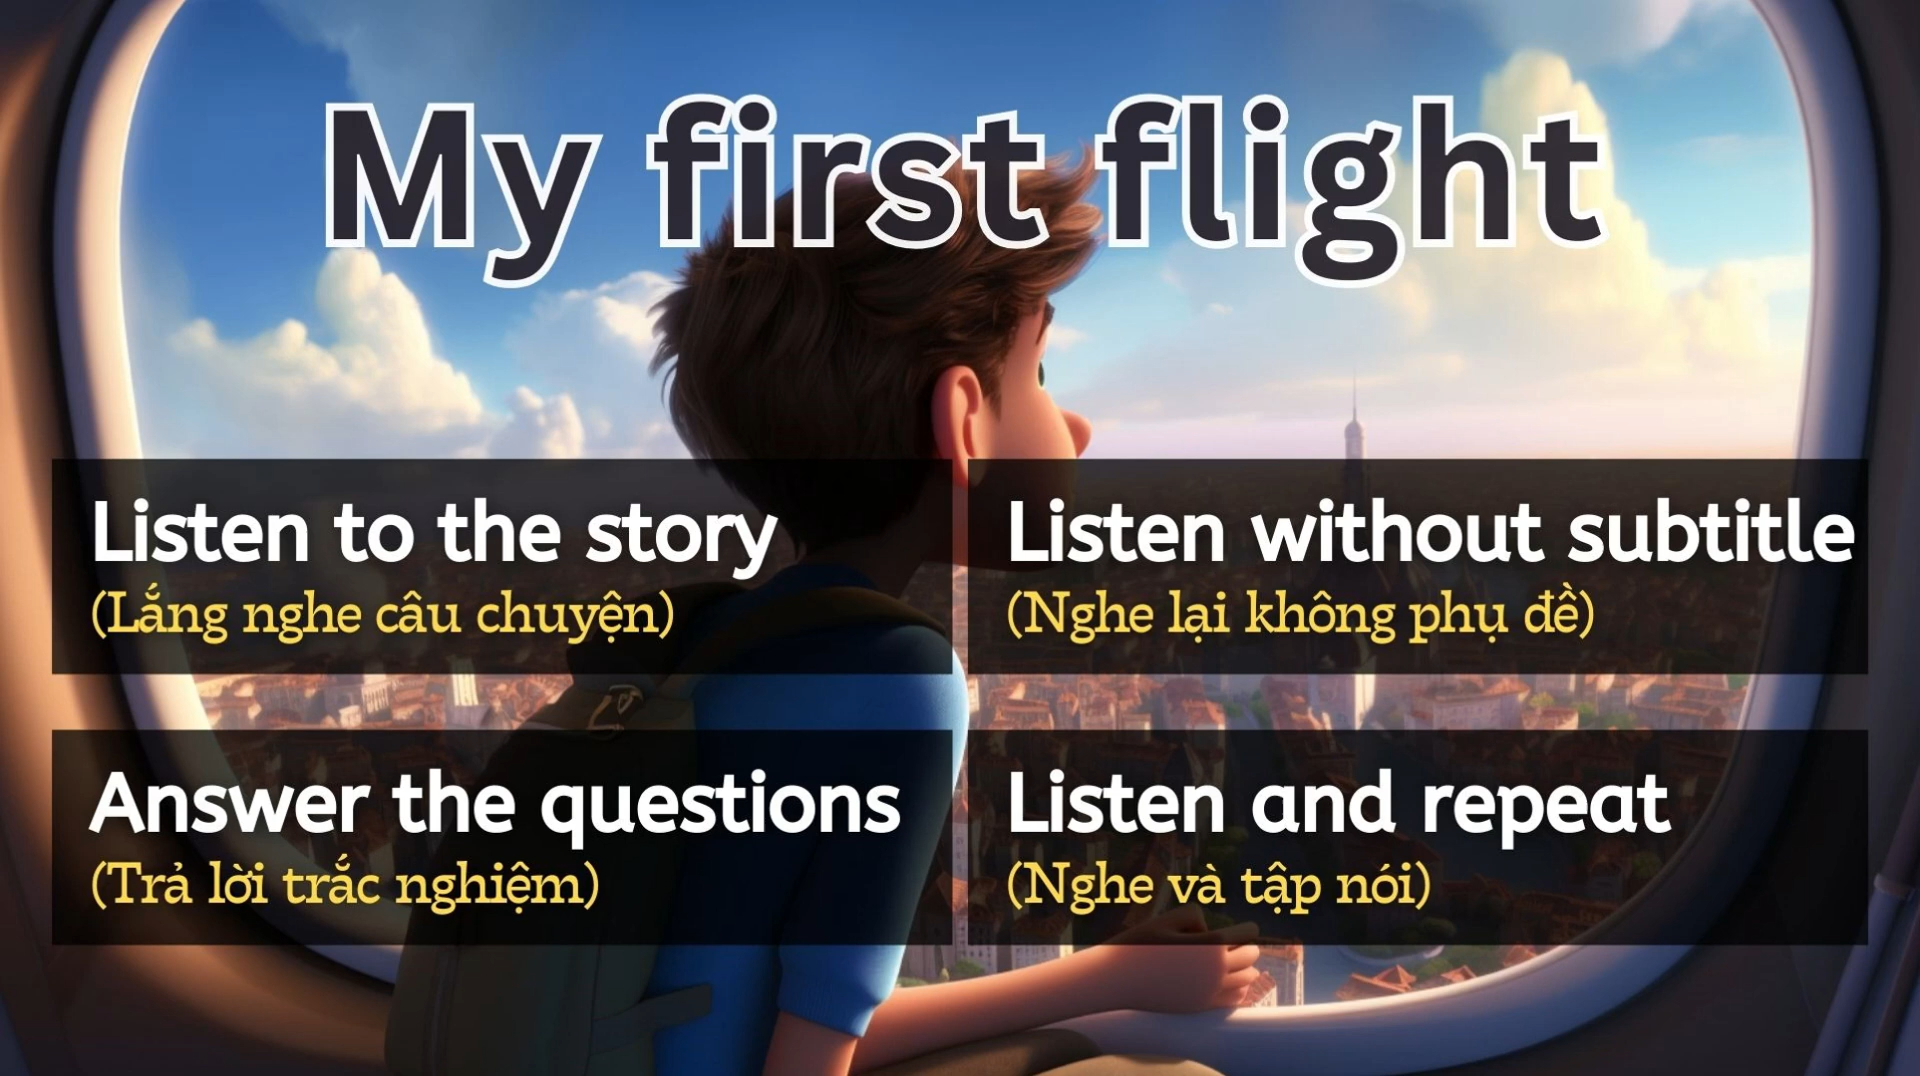 My first flight
Listen to the story
(Lắng nghe câu chuyện)
Listen without subtitle
(Nghe lại không phụ đề)
Answer the questions
(Trả lời trắc nghiệm)
Listen and repeat
(Nghe và tập nói)